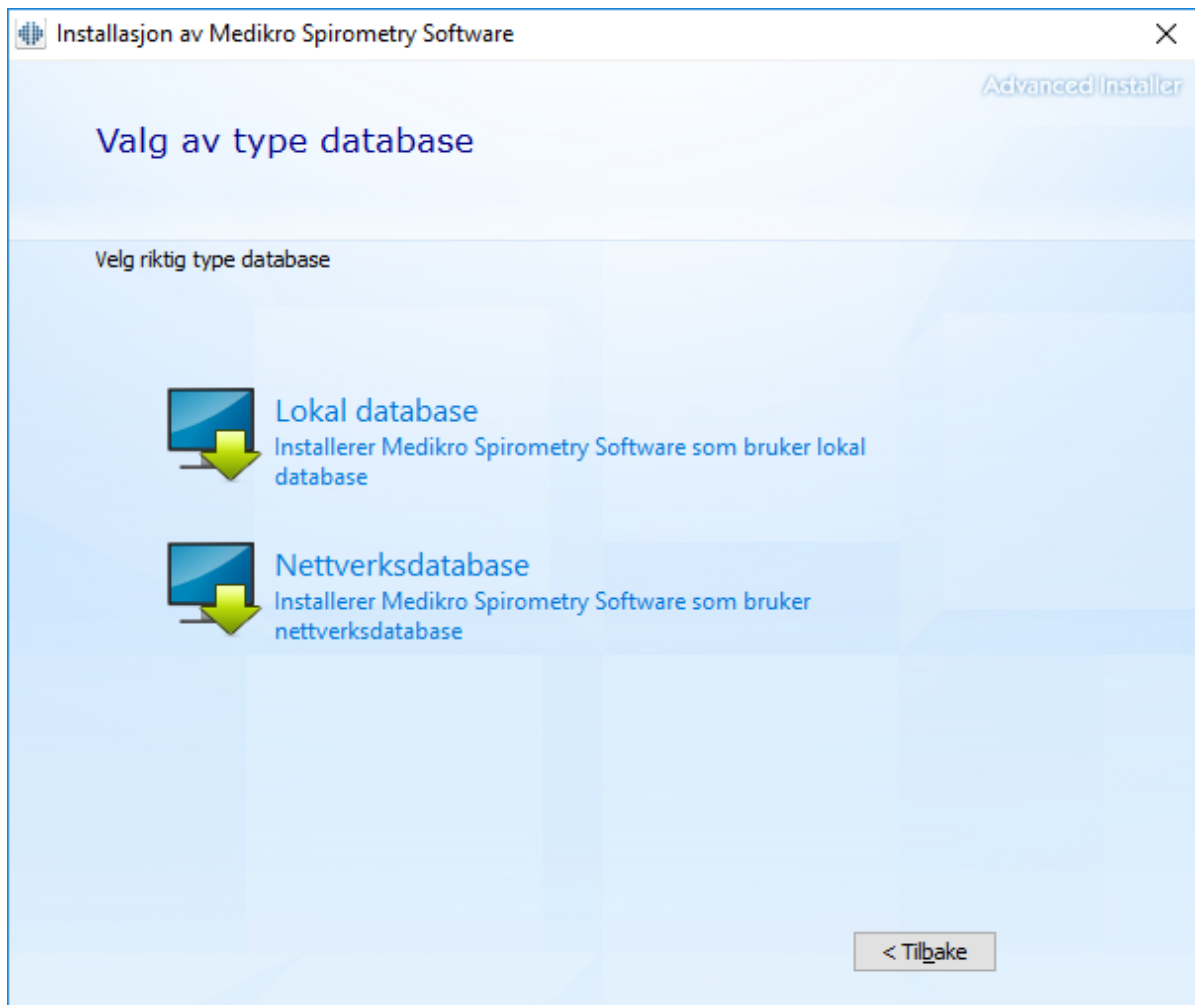 Installasjon av Medikro Spirometry Software
Advanced Installer
Valg av type database
Velg riktig type database
Lokal database
Installerer Medikro Spirometry Software som bruker lokal
database
Nettverksdatabase
Installerer Medikro Spirometry Software som bruker
nettverksdatabase
< Tilbake